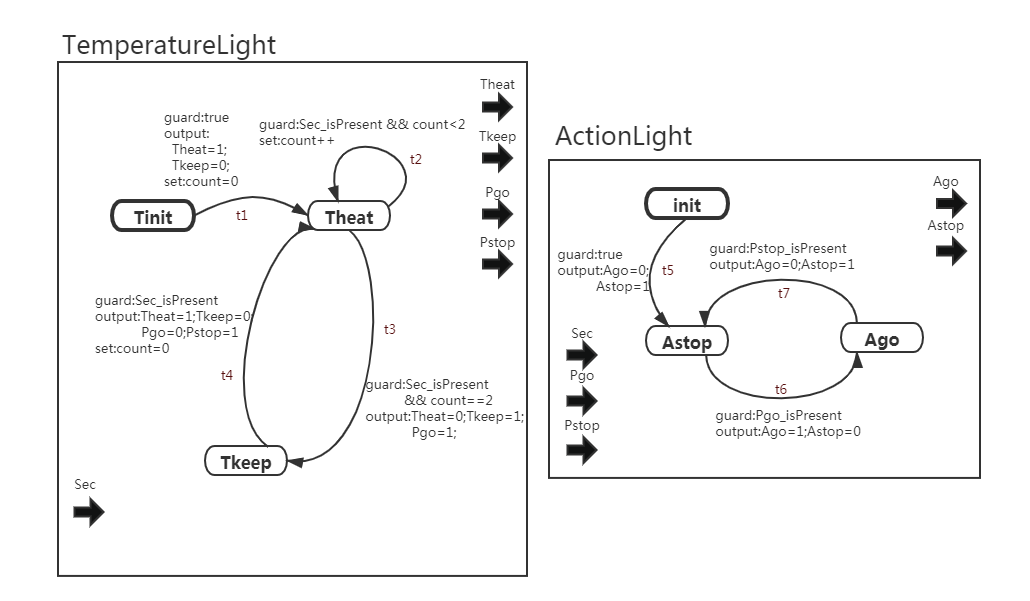 TemperatureLight
guard:true
output:
Theat=1;
Tkeep=0;
set:count=0
guard:Sec_isPresent && count<2
set:count++
Theat
Tkeep
Pgo
Pstop
t2
Tinit
t1
Theat
guard:Sec_isPresent
output:Theat=1;Tkeep=0
Pgo=0;Pstop=1
set:count=0
t3
t4
guard:Sec_isPresent
&& count==2
output:Theat=0;Tkeep=1;
Pgo=1;
Tkeep
Sec
ActionLight
init
Ago
Astop
guard:true
output:Ago=0;
Astop=1
t5
guard:Pstop_isPresent
output:Ago=0;Astop=1
t7
Astop
Ago
Sec
Pgo
Pstop
t6
guard:Pgo_isPresent
output:Ago=1;Astop=0